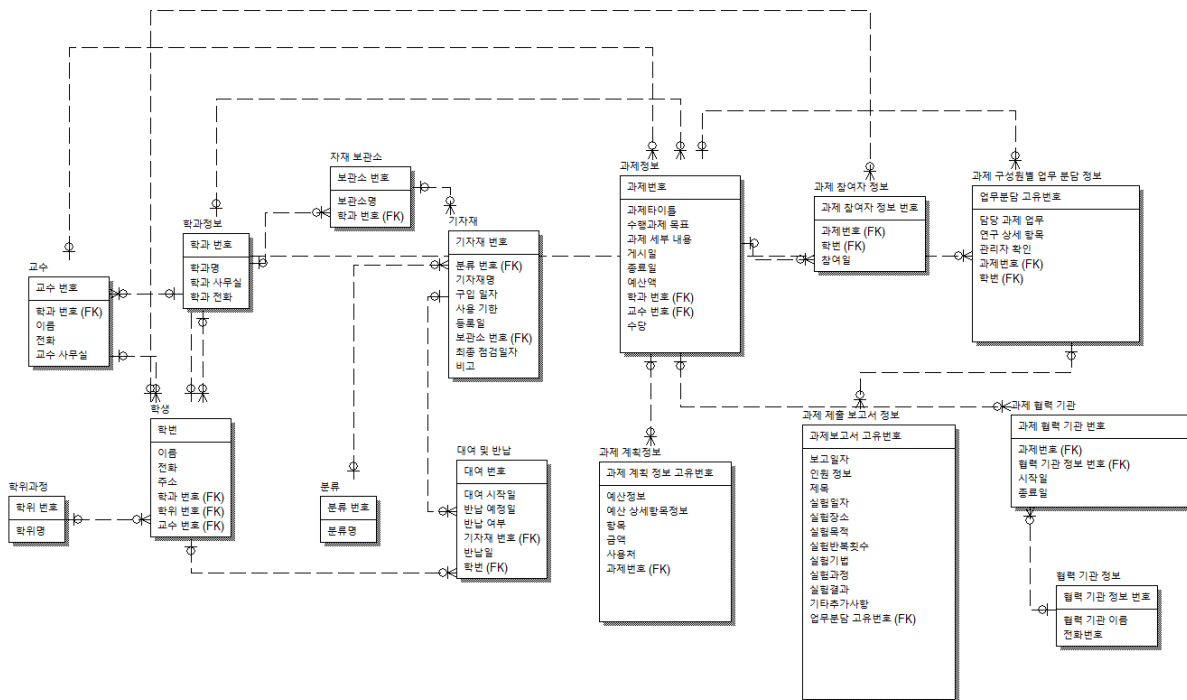 자재 보관소
보관소 번호
보관소명
학과 번호 (FK)
과제정보
과제번호
과제타이틀
수행과제 목표
과제 세부 내용
게시일
종료일
예산액
학과 번호 (FK)
교수 번호 (FK)
수당
과제 참여자 정보
과제 참여자 정보 번호
과제번호 (FK)
학번 (FK)
참여일
과제 구성원별 업무 분담 정보
업무분담 고유번호
담당 과제 업무
연구 상세 항목
관리자 확인
과제번호 (FK)
학번 (FK)
학과정보
학과 번호
학과명
학과 사무실
학과 전화
기자재
기자재 번호
분류 번호 (FK)
기자재명
구입 일자
사용 기한
등록일
보관소 번호 (FK)
최종 점검일자
비고
교수
교수 번호
학과 번호 (FK)
이름
전화
교수 사무실
학생
학번
이름
전화
주소
학과 번호 (FK)
학위 번호 (FK)
교수 번호 (FK)
과제 제출 보고서 정보
과제보고서 고유번호
보고일자
인원 정보
제목
실험일자
실험장소
실험목적
실험반복횟수
실험기법
실험과정
실험결과
기타추가사항
업무분담 고유번호 (FK)
과제 협력 기관
과제 협력 기관 번호
과제번호 (FK)
협력 기관 정보 번호 (FK)
시작일
종료일
대여 및 반납
대여 번호
대여 시작일
반납 예정일
반납 여부
기자재 번호 (FK)
반납일
학번 (FK)
과제 계획정보
과제 계획 정보 고유번호
예산정보
예산 상세항목정보
항목
금액
사용처
과제번호 (FK)
학위과정
학위 번호
학위명
분류
분류 번호
분류명
협력 기관 정보
협력 기관 정보 번호
협력 기관 이름
전화번호